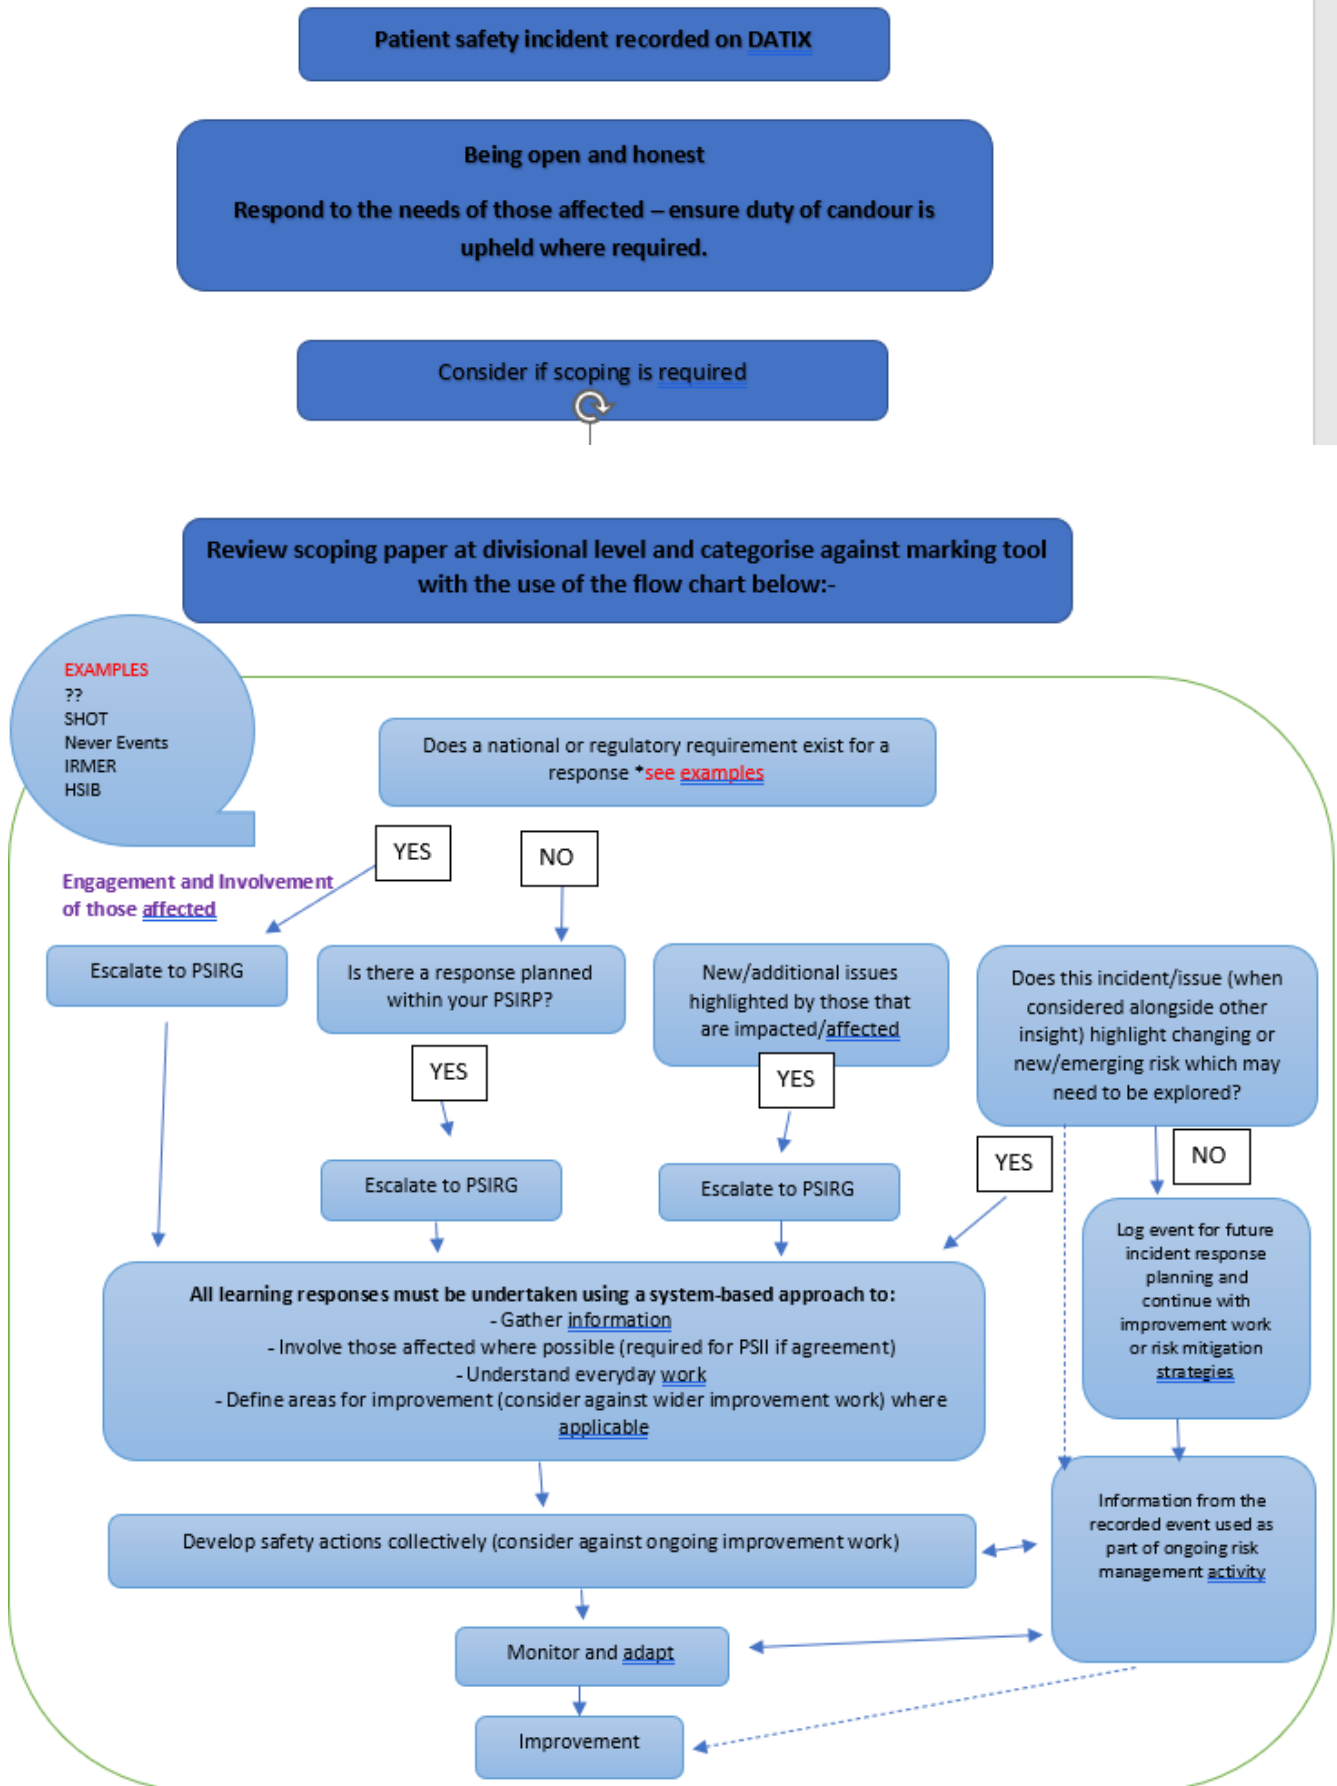 Patient safety incident recorded on DATIX
Being open and honest
Respond to the needs of those affected – ensure duty of candour is
upheld where required.
Consider if scoping is required
Review scoping paper at divisional level and categorise against marking tool
with the use of the flow chart below:-
EXAMPLES
??
SHOT
Never Events
IRMER
HSIB
Does a national or regulatory requirement exist for a
response *see examples
YES
NO
Engagement and Involvement
of those affected
Escalate to PSIRG
Is there a response planned
within your PSIRP?
New/additional issues
highlighted by those that
are impacted/affected
Does this incident/issue (when
considered alongside other
insight) highlight changing or
new/emerging risk which may
need to be explored?
YES
YES
YES
NO
Escalate to PSIRG
Escalate to PSIRG
Log event for future
incident response
planning and
continue with
improvement work
or risk mitigation
strategies
All learning responses must be undertaken using a system-based approach to:
- Gather information
- Involve those affected where possible (required for PSII if agreement)
- Understand everyday work
- Define areas for improvement (consider against wider improvement work) where
applicable
Information from the
recorded event used as
part of ongoing risk
management activity
Develop safety actions collectively (consider against ongoing improvement work)
Monitor and adapt
Improvement